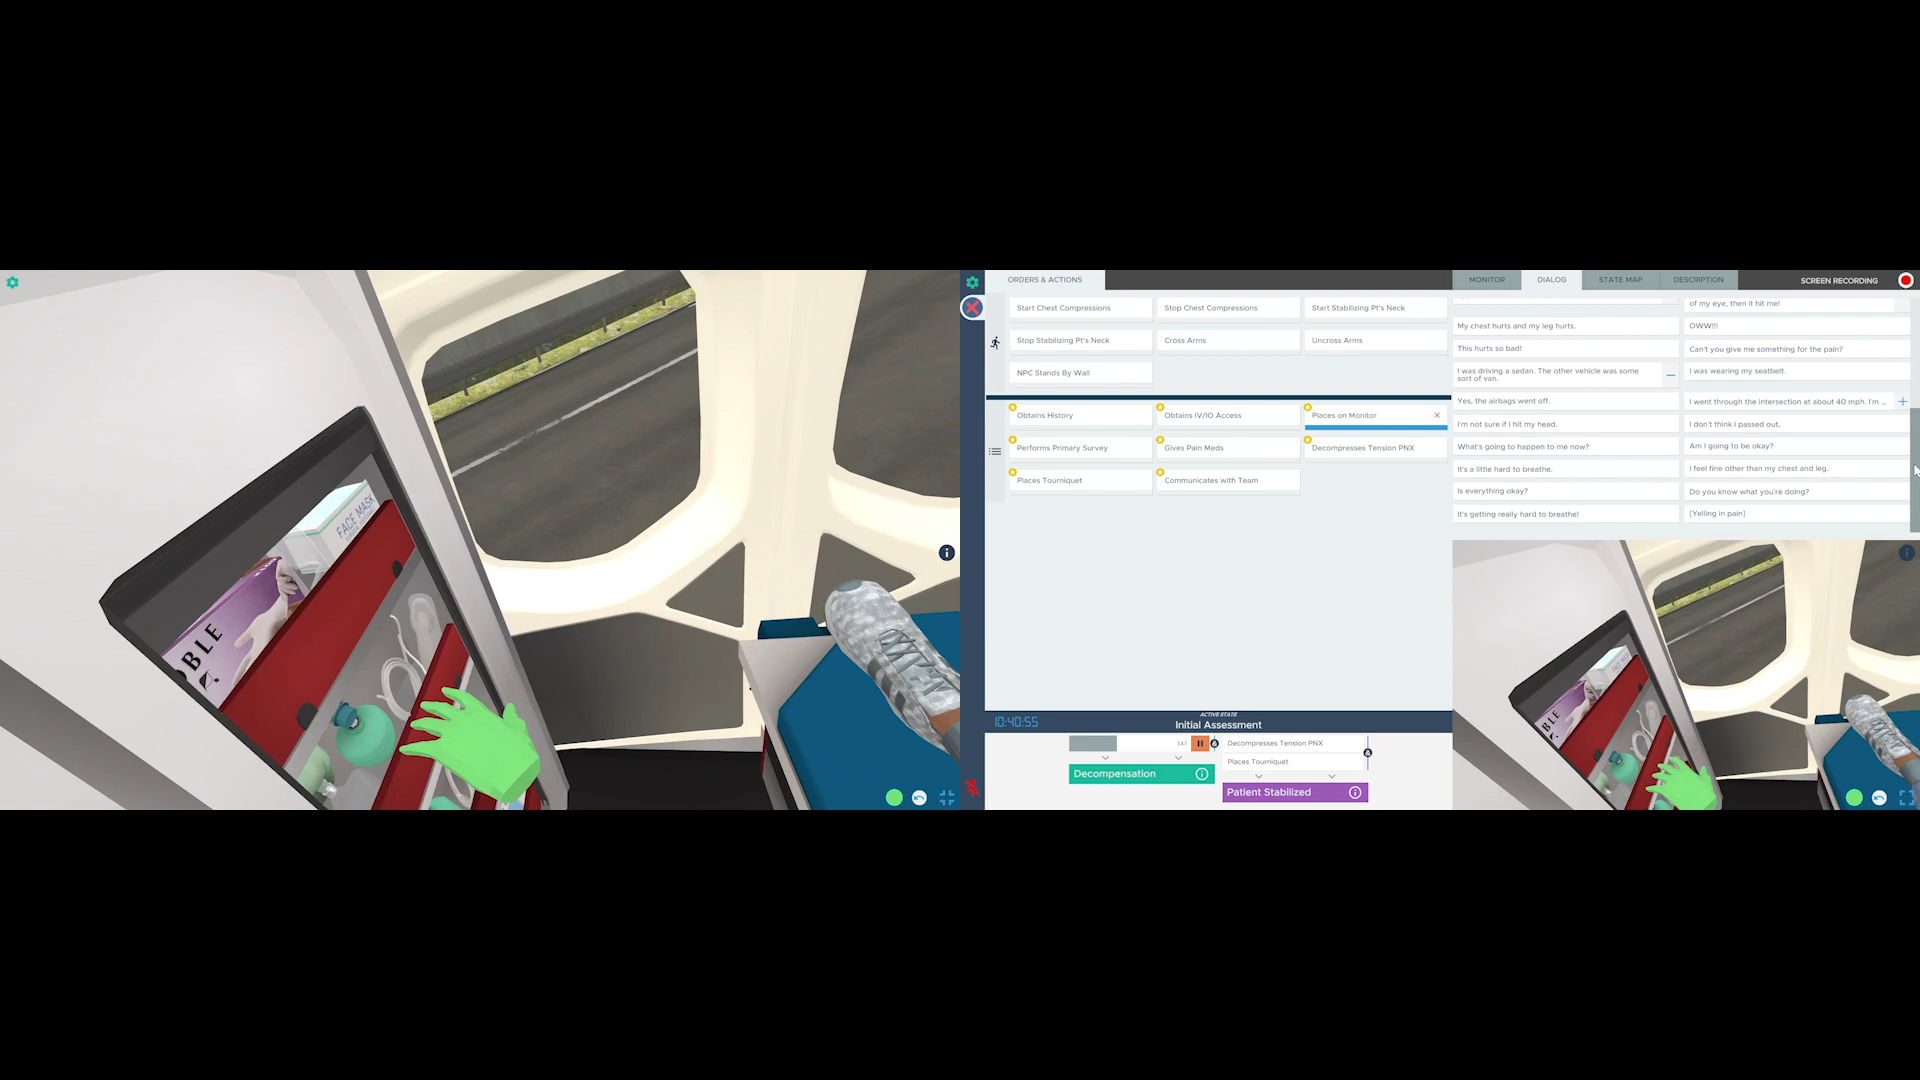 FACE MASK
OBLE
ORDERS & ACTIONS
Start Chest Compressions
Stop Chest Compressions
Start Stabilizing Pt's Neck
Stop Stabilizing Pt's Neck
Cross Arms
Uncross Arms
NPC Stands By Wall
Obtains History
Obtains IV/IO Access
Places on Monitor
Performs Primary Survey
Gives Pain Meds
Decompresses Tension PNX
Places Tourniquet
Communicates with Team
10:40:55
ACTIVE STATE
Initial Assessment
147
Decompresses Tension PNX
Places Tourniquet
Decompensation
Patient Stabilized
MONITOR
DIALOG
STATE MAP
DESCRIPTION
SCREEN RECORDING
of my eye, then it hit me!
My chest hurts and my leg hurts.
OWW!!!
This hurts so bad!
Can't you give me something for the pain?
I was driving a sedan. The other vehicle was some
sort of van.
I was wearing my seatbelt.
Yes, the airbags went off.
I went through the intersection at about 40 mph. I'm ...
I'm not sure if I hit my head.
I don't think I passed out.
What's going to happen to me now?
Am I going to be okay?
It's a little hard to breathe.
I feel fine other than my chest and leg.
Is everything okay?
Do you know what you're doing?
It's getting really hard to breathe!
[Yelling in pain]
BLE